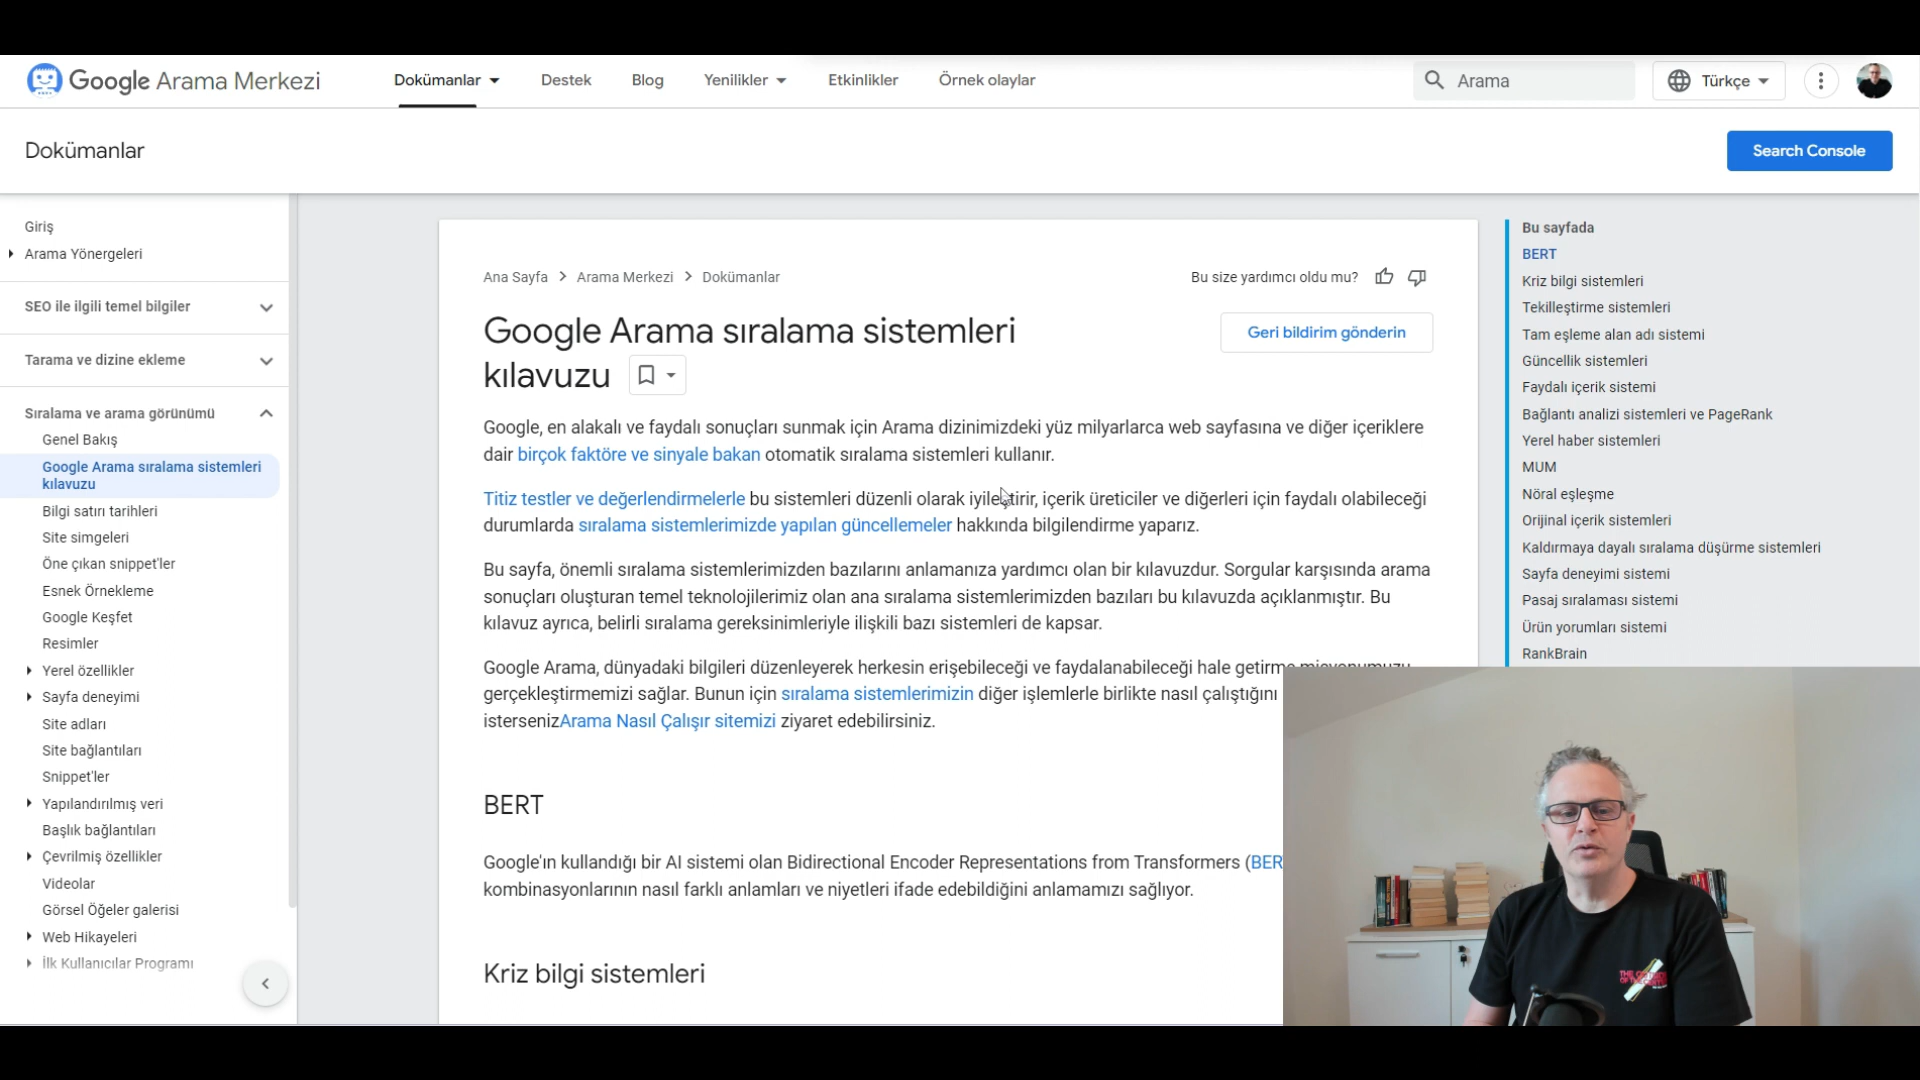 Google Arama Merkezi
Dokümanlar
Destek
Blog
Yenilikler
Etkinlikler
Örnek olaylar
Arama
Türkçe
Dokümanlar
Search Console
Giriş
Arama Yönergeleri
SEO ile ilgili temel bilgiler
Tarama ve dizine ekleme
Sıralama ve arama görünümü
Genel Bakış
Google Arama sıralama sistemleri
kılavuzu
Bilgi satırı tarihleri
Site simgeleri
Öne çıkan snippet'ler
Esnek Örnekleme
Google Keşfet
Resimler
Yerel özellikler
Sayfa deneyimi
Site adları
Site bağlantıları
Snippet'ler
Yapılandırılmış veri
Başlık bağlantıları
Çevrilmiş özellikler
Videolar
Görsel Öğeler galerisi
Web Hikayeleri
İlk Kullanıcılar Programı
Ana Sayfa > Arama Merkezi > Dokümanlar
Bu size yardımcı oldu mu?
Google Arama sıralama sistemleri
kılavuzu
Geri bildirim gönderin
Google, en alakalı ve faydalı sonuçları sunmak için Arama dizinimizdeki yüz milyarlarca web sayfasına ve diğer içeriklere
dair birçok faktöre ve sinyale bakan otomatik sıralama sistemleri kullanır.
Titiz testler ve değerlendirmelerle bu sistemleri düzenli olarak iyileştirir, içerik üreticiler ve diğerleri için faydalı olabileceği
durumlarda sıralama sistemlerimizde yapılan güncellemeler hakkında bilgilendirme yaparız.
Bu sayfa, önemli sıralama sistemlerimizden bazılarını anlamanıza yardımcı olan bir kılavuzdur. Sorgular karşısında arama
sonuçları oluşturan temel teknolojilerimiz olan ana sıralama sistemlerimizden bazıları bu kılavuzda açıklanmıştır. Bu
kılavuz ayrıca, belirli sıralama gereksinimleriyle ilişkili bazı sistemleri de kapsar.
Google Arama, dünyadaki bilgileri düzenleyerek herkesin erişebileceği ve faydalanabileceği hale getirme misyonumuzu
gerçekleştirmemizi sağlar. Bunun için sıralama sistemlerimizin diğer işlemlerle birlikte nasıl çalıştığını
istersenizArama Nasıl Çalışır sitemizi ziyaret edebilirsiniz.
BERT
Google'ın kullandığı bir AI sistemi olan Bidirectional Encoder Representations from Transformers (BER
kombinasyonlarının nasıl farklı anlamları ve niyetleri ifade edebildiğini anlamamızı sağlıyor.
Kriz bilgi sistemleri
Bu sayfada
BERT
Kriz bilgi sistemleri
Tekilleştirme sistemleri
Tam eşleme alan adı sistemi
Güncellik sistemleri
Faydalı içerik sistemi
Bağlantı analizi sistemleri ve PageRank
Yerel haber sistemleri
MUM
Nöral eşleşme
Orijinal içerik sistemleri
Kaldırmaya dayalı sıralama düşürme sistemleri
Sayfa deneyimi sistemi
Pasaj sıralaması sistemi
Ürün yorumları sistemi
RankBrain